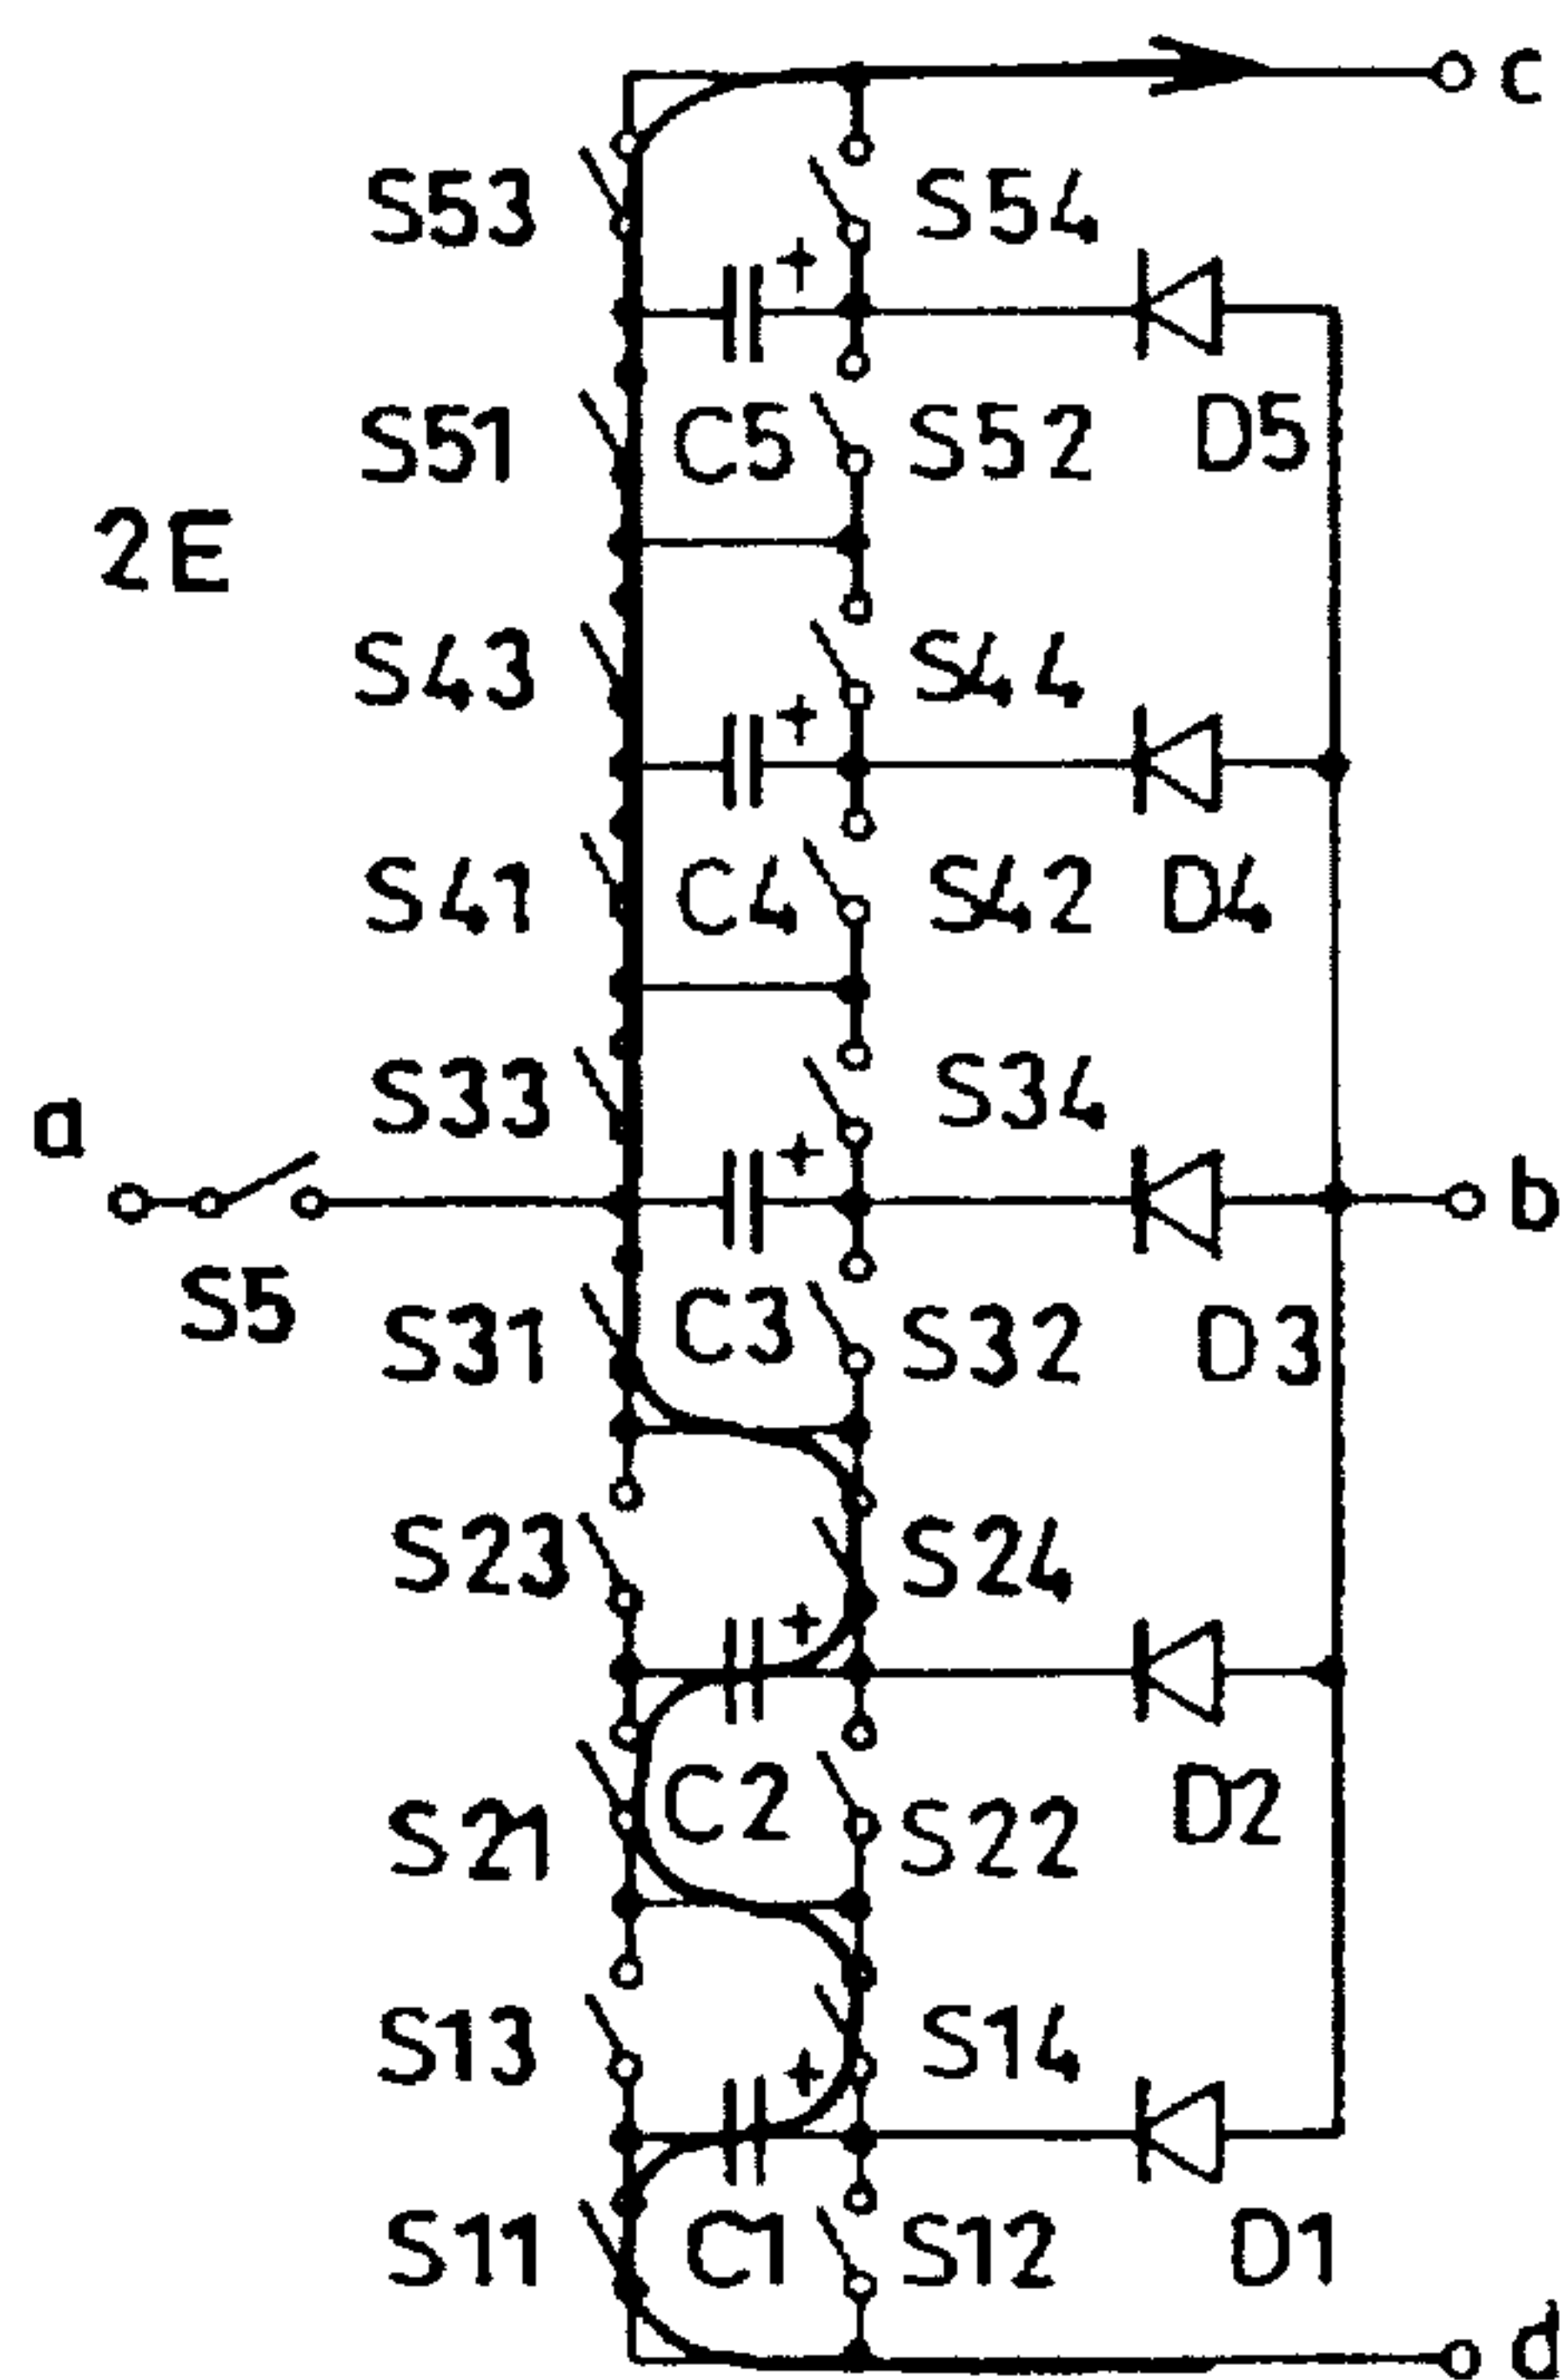 c
S53 S54
+
S51 C5 S52 D5
2E
S43 S44
+
S41 C4 S42 D4
S33 S34
a
+
b
S5
S31 C3 S32 D3
S23 S24
+
S21 C2 S22 D2
S13 S14
+
S11 C1 S12 D1
d